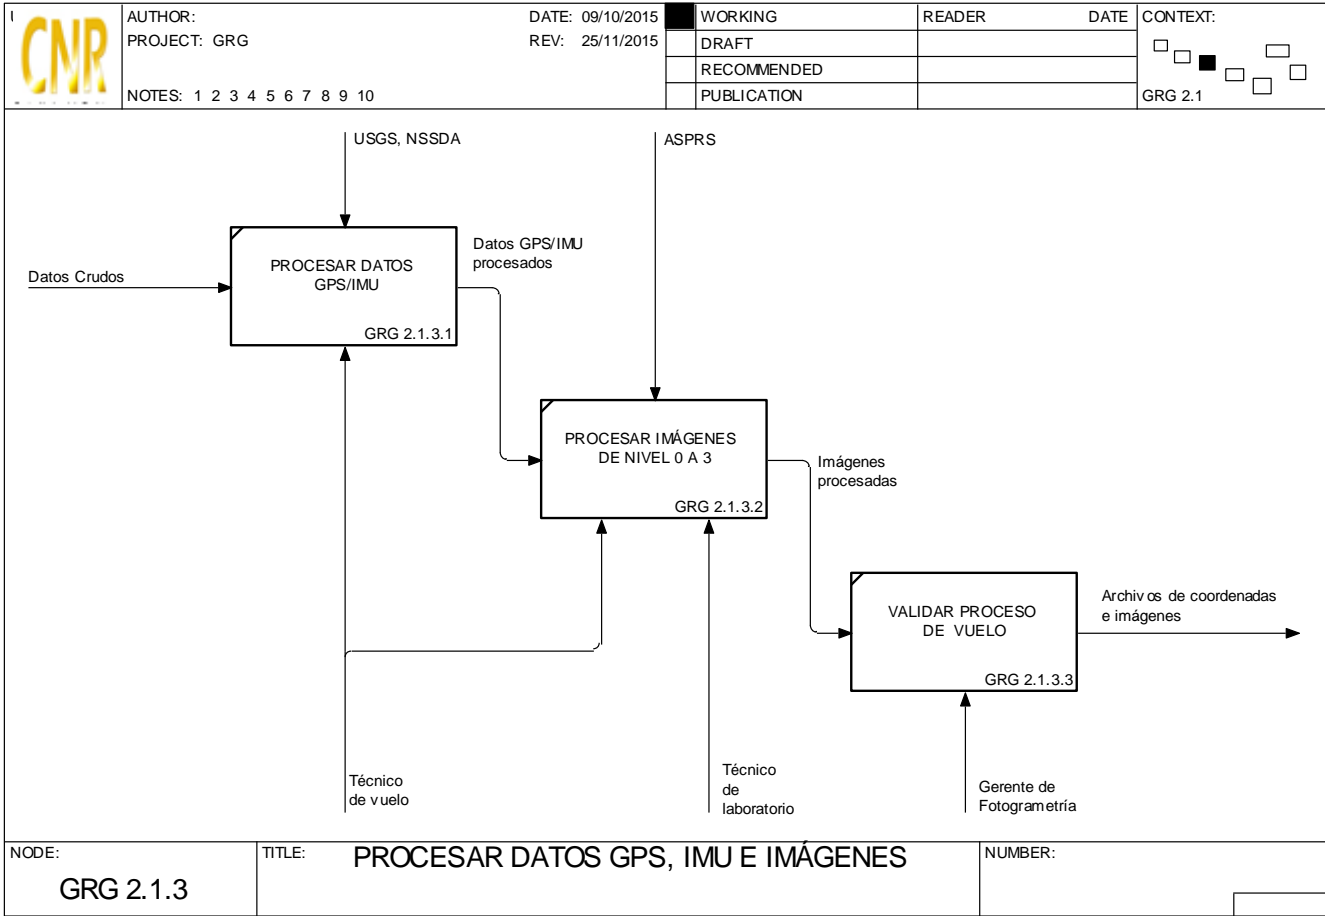 CNR
AUTHOR:
DATE: 09/10/2015
PROJECT: GRG
REV: 25/11/2015
NOTES: 1 2 3 4 5 6 7 8 9 10
WORKING
DRAFT
RECOMMENDED
PUBLICATION
READER DATE
CONTEXT:
GRG 2.1
USGS, NSSDA
ASPRS
Datos Crudos
PROCESAR DATOS
GPS/IMU
GRG 2.1.3.1
Datos GPS/IMU
procesados
PROCESAR IMÁGENES
DE NIVEL 0 A 3
GRG 2.1.3.2
Imágenes
procesadas
VALIDAR PROCESO
DE VUELO
GRG 2.1.3.3
Archivos de coordenadas
e imágenes
Técnico
de vuelo
Técnico
de
laboratorio
Gerente de
Fotogrametría
NODE:
GRG 2.1.3
TITLE:
PROCESAR DATOS GPS, IMU E IMÁGENES
NUMBER: